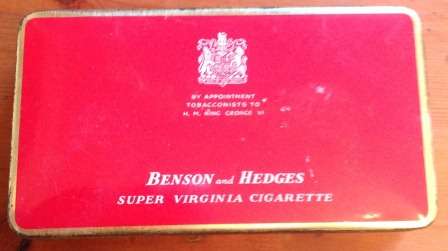 BY APPOINTMENT
TOBACCONISTS TO
H. M. KING GEORGE VI
BENSON and HEDGES
SUPER VIRGINIA CIGARETTE